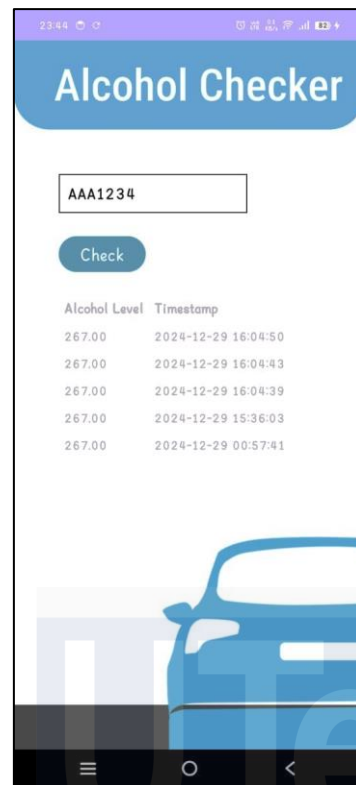 23:44
82
Alcohol Checker
AAA1234
Check
Alcohol Level Timestamp
267.00 2024-12-29 16:04:50
267.00 2024-12-29 16:04:43
267.00 2024-12-29 16:04:39
267.00 2024-12-29 15:36:03
267.00 2024-12-29 00:57:41
UTe